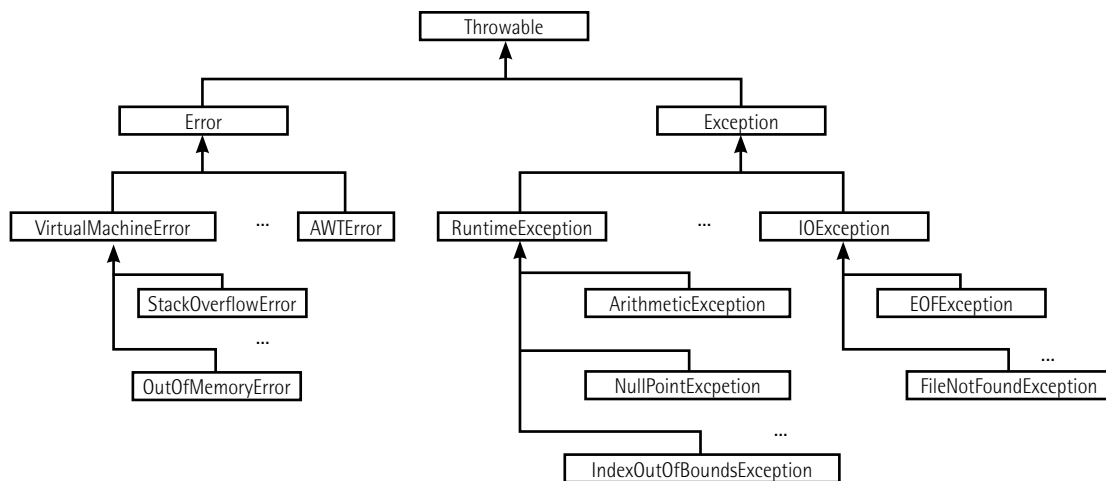 Throwable
Error
Exception
VirtualMachineError
...
AWTError
RuntimeException
...
IOException
StackOverflowError
ArithmeticException
EOFException
...
...
OutOfMemoryError
NullPointExcpetion
FileNotFoundException
...
IndexOutOfBoundsException